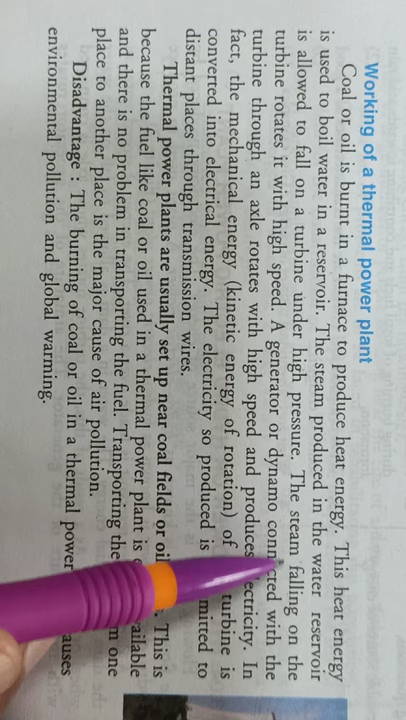 Working of a thermal power plant
Coal or oil is burnt in a furnace to produce heat energy. This heat energy
is used to boil water in a reservoir. The steam produced in the water reservoir
is allowed to fall on a turbine under high pressure. The steam falling on the
turbine rotates it with high speed. A generator or dynamo connected with the
turbine through an axle rotates with high speed and produces electricity. In
fact, the mechanical energy (kinetic energy of rotation) of turbine is
converted into electrical energy. The electricity so produced is mitted to
distant places through transmission wires.
Thermal power plants are usually set up near coal fields or oil . This is
because the fuel like coal or oil used in a thermal power plant is available
and there is no problem in transporting the fuel. Transporting the m one
place to another place is the major cause of air pollution.
Disadvantage : The burning of coal or oil in a thermal power auses
environmental pollution and global warming.